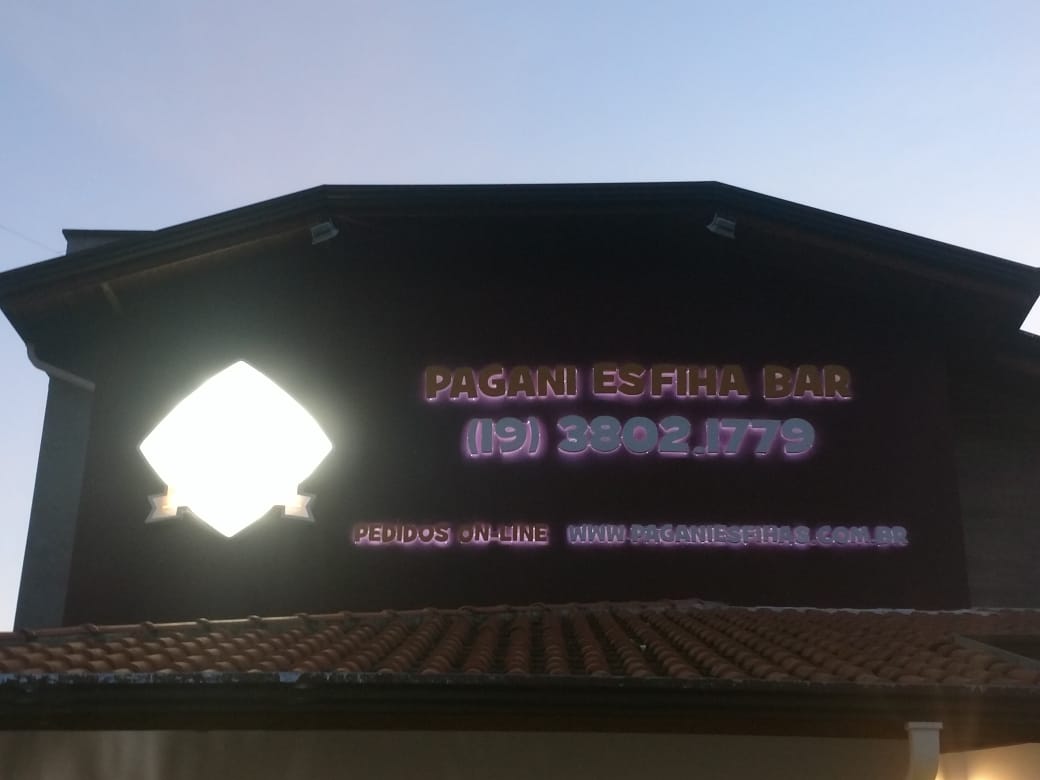 PAGANI ESFIHA BAR
(19) 3802.1779
PEDIDOS ON-LINE WWW.PAGANIESFIHAS.COM.BR